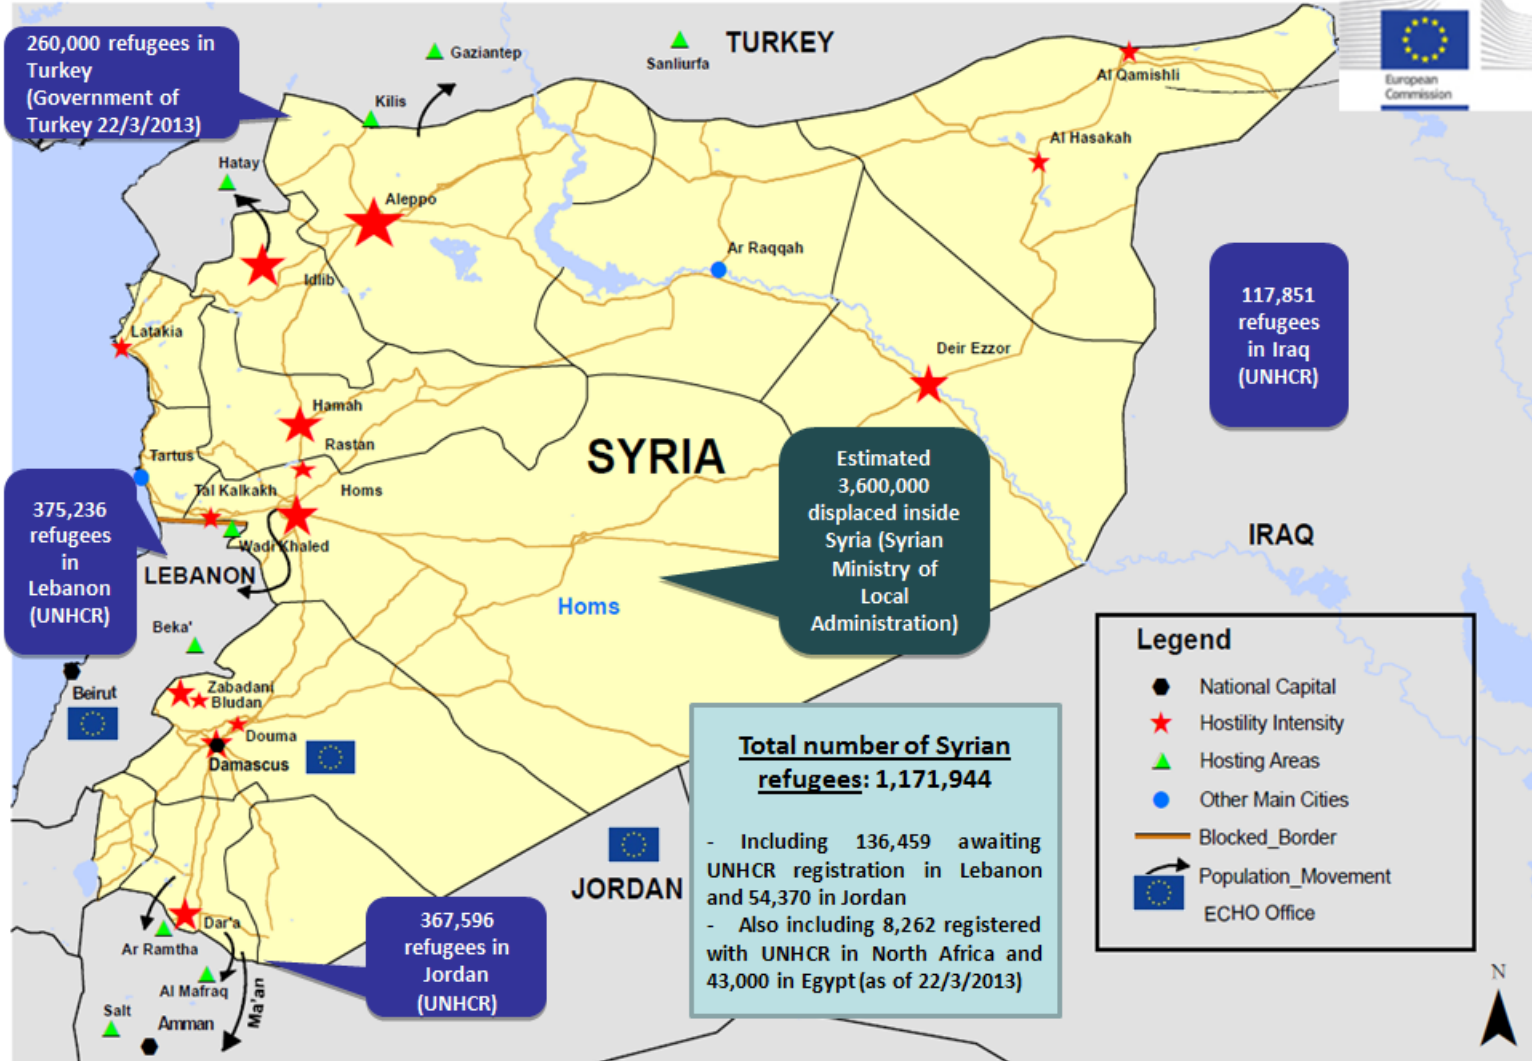 260,000 refugees in
Turkey
(Government of
Turkey 22/3/2013)
Gaziantep
Sanliurfa
TURKEY
European
Commission
Al Qamishli
Kilis
Al Hasakah
Hatay
Aleppo
Ar Raqqah
Idlib
117,851
refugees
in Iraq
(UNHCR)
Latakia
Deir Ezzor
Hamah
Rastan
SYRIA
Tartus
Tal Kalkakh
Homs
Estimated
3,600,000
displaced inside
Syria (Syrian
Ministry of
Local
Administration)
375,236
refugees
in
Lebanon
(UNHCR)
Wadi Khaled
LEBANON
IRAQ
Homs
Beka'
Beirut
Zabadani
Bludan
Douma
Damascus
Legend
National Capital
Hostility Intensity
Hosting Areas
Other Main Cities
Blocked_Border
Population_Movement
ECHO Office
Total number of Syrian
refugees: 1,171,944
- Including 136,459 awaiting
UNHCR registration in Lebanon
and 54,370 in Jordan
- Also including 8,262 registered
with UNHCR in North Africa and
43,000 in Egypt (as of 22/3/2013)
JORDAN
367,596
refugees in
Jordan
(UNHCR)
Dar'a
Ar Ramtha
Al Mafraq
Ma'an
Salt
Amman
N